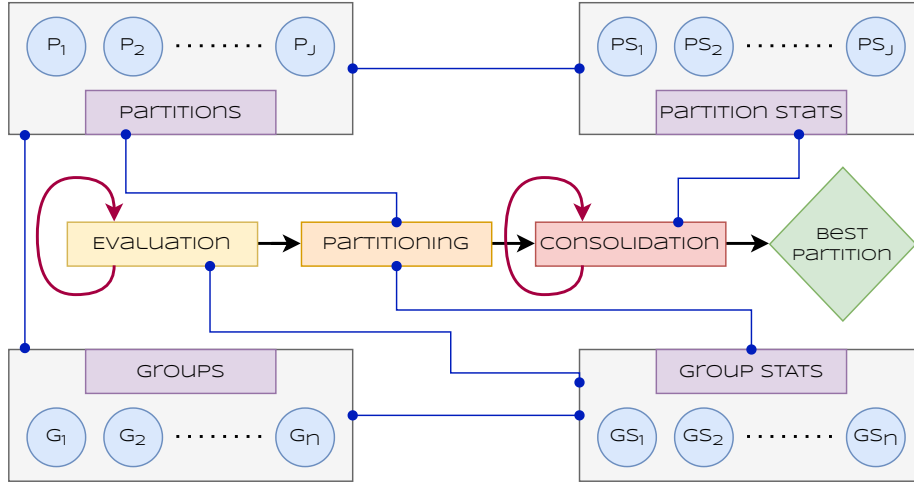 P1 P2 ........ PJ
PS1 PS2 ........ PSJ
Partitions
Partition Stats
Evaluation
Partitioning
Consolidation
Best
Partition
Groups
Group Stats
G1 G2 ........ Gn
GS1 GS2 ........ GSn